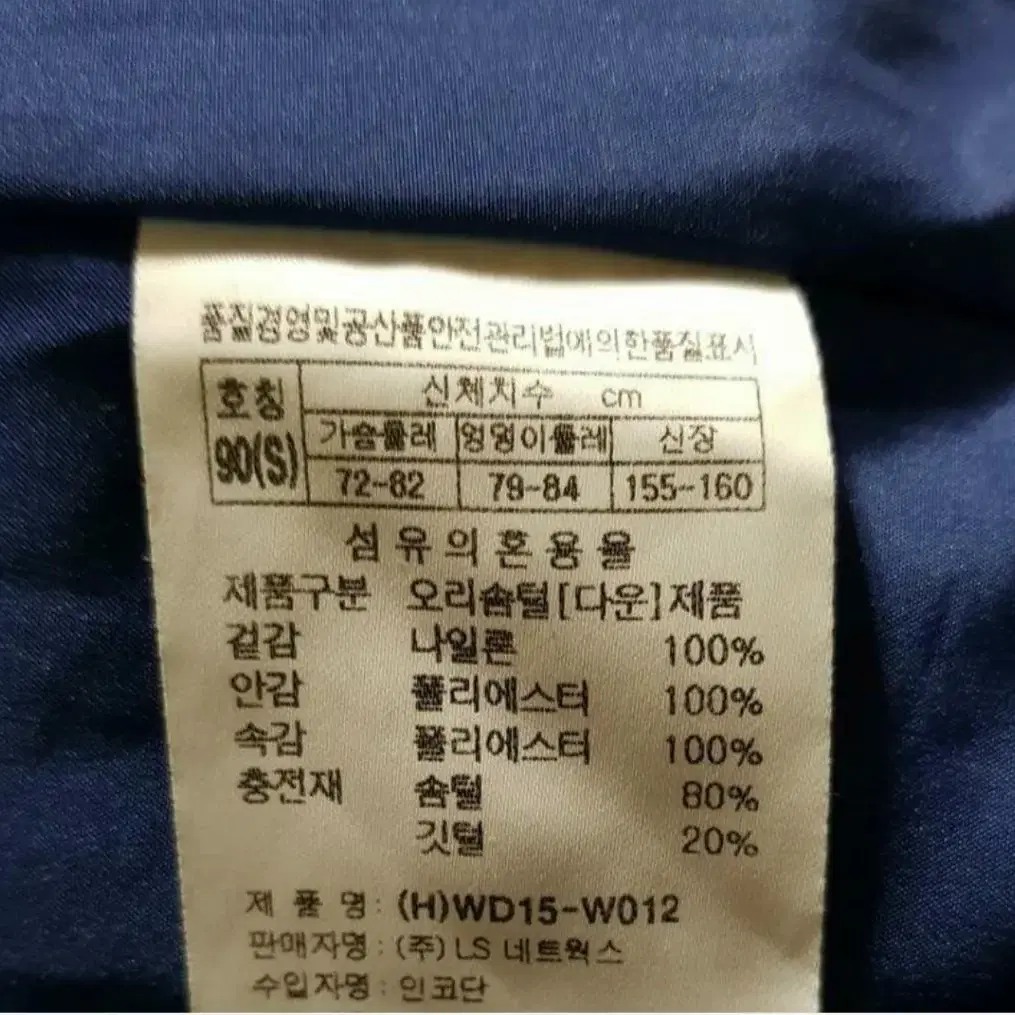 품질경영및공산품안전관리법에의한품질표시
호칭 신체치수 cm
가슴둘레 엉덩이둘레 신장
90(S) 72-82 79-84 155-160
섬유의혼용율
제품구분 오리솜털[다운]제품
겉감 나일론 100%
안감 폴리에스터 100%
속감 폴리에스터 100%
충전재 솜털 80%
깃털 20%
제 품 명 : (H)WD15-W012
판매자명 : (주) LS 네트웍스
수입자명 : 인코단